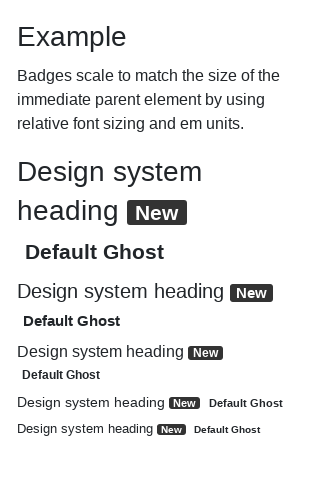 Example
Badges scale to match the size of the
immediate parent element by using
relative font sizing and em units.
Design system
heading New
Default Ghost
Design system heading New
Default Ghost
Design system heading New
Default Ghost
Design system heading New Default Ghost
Design system heading New Default Ghost